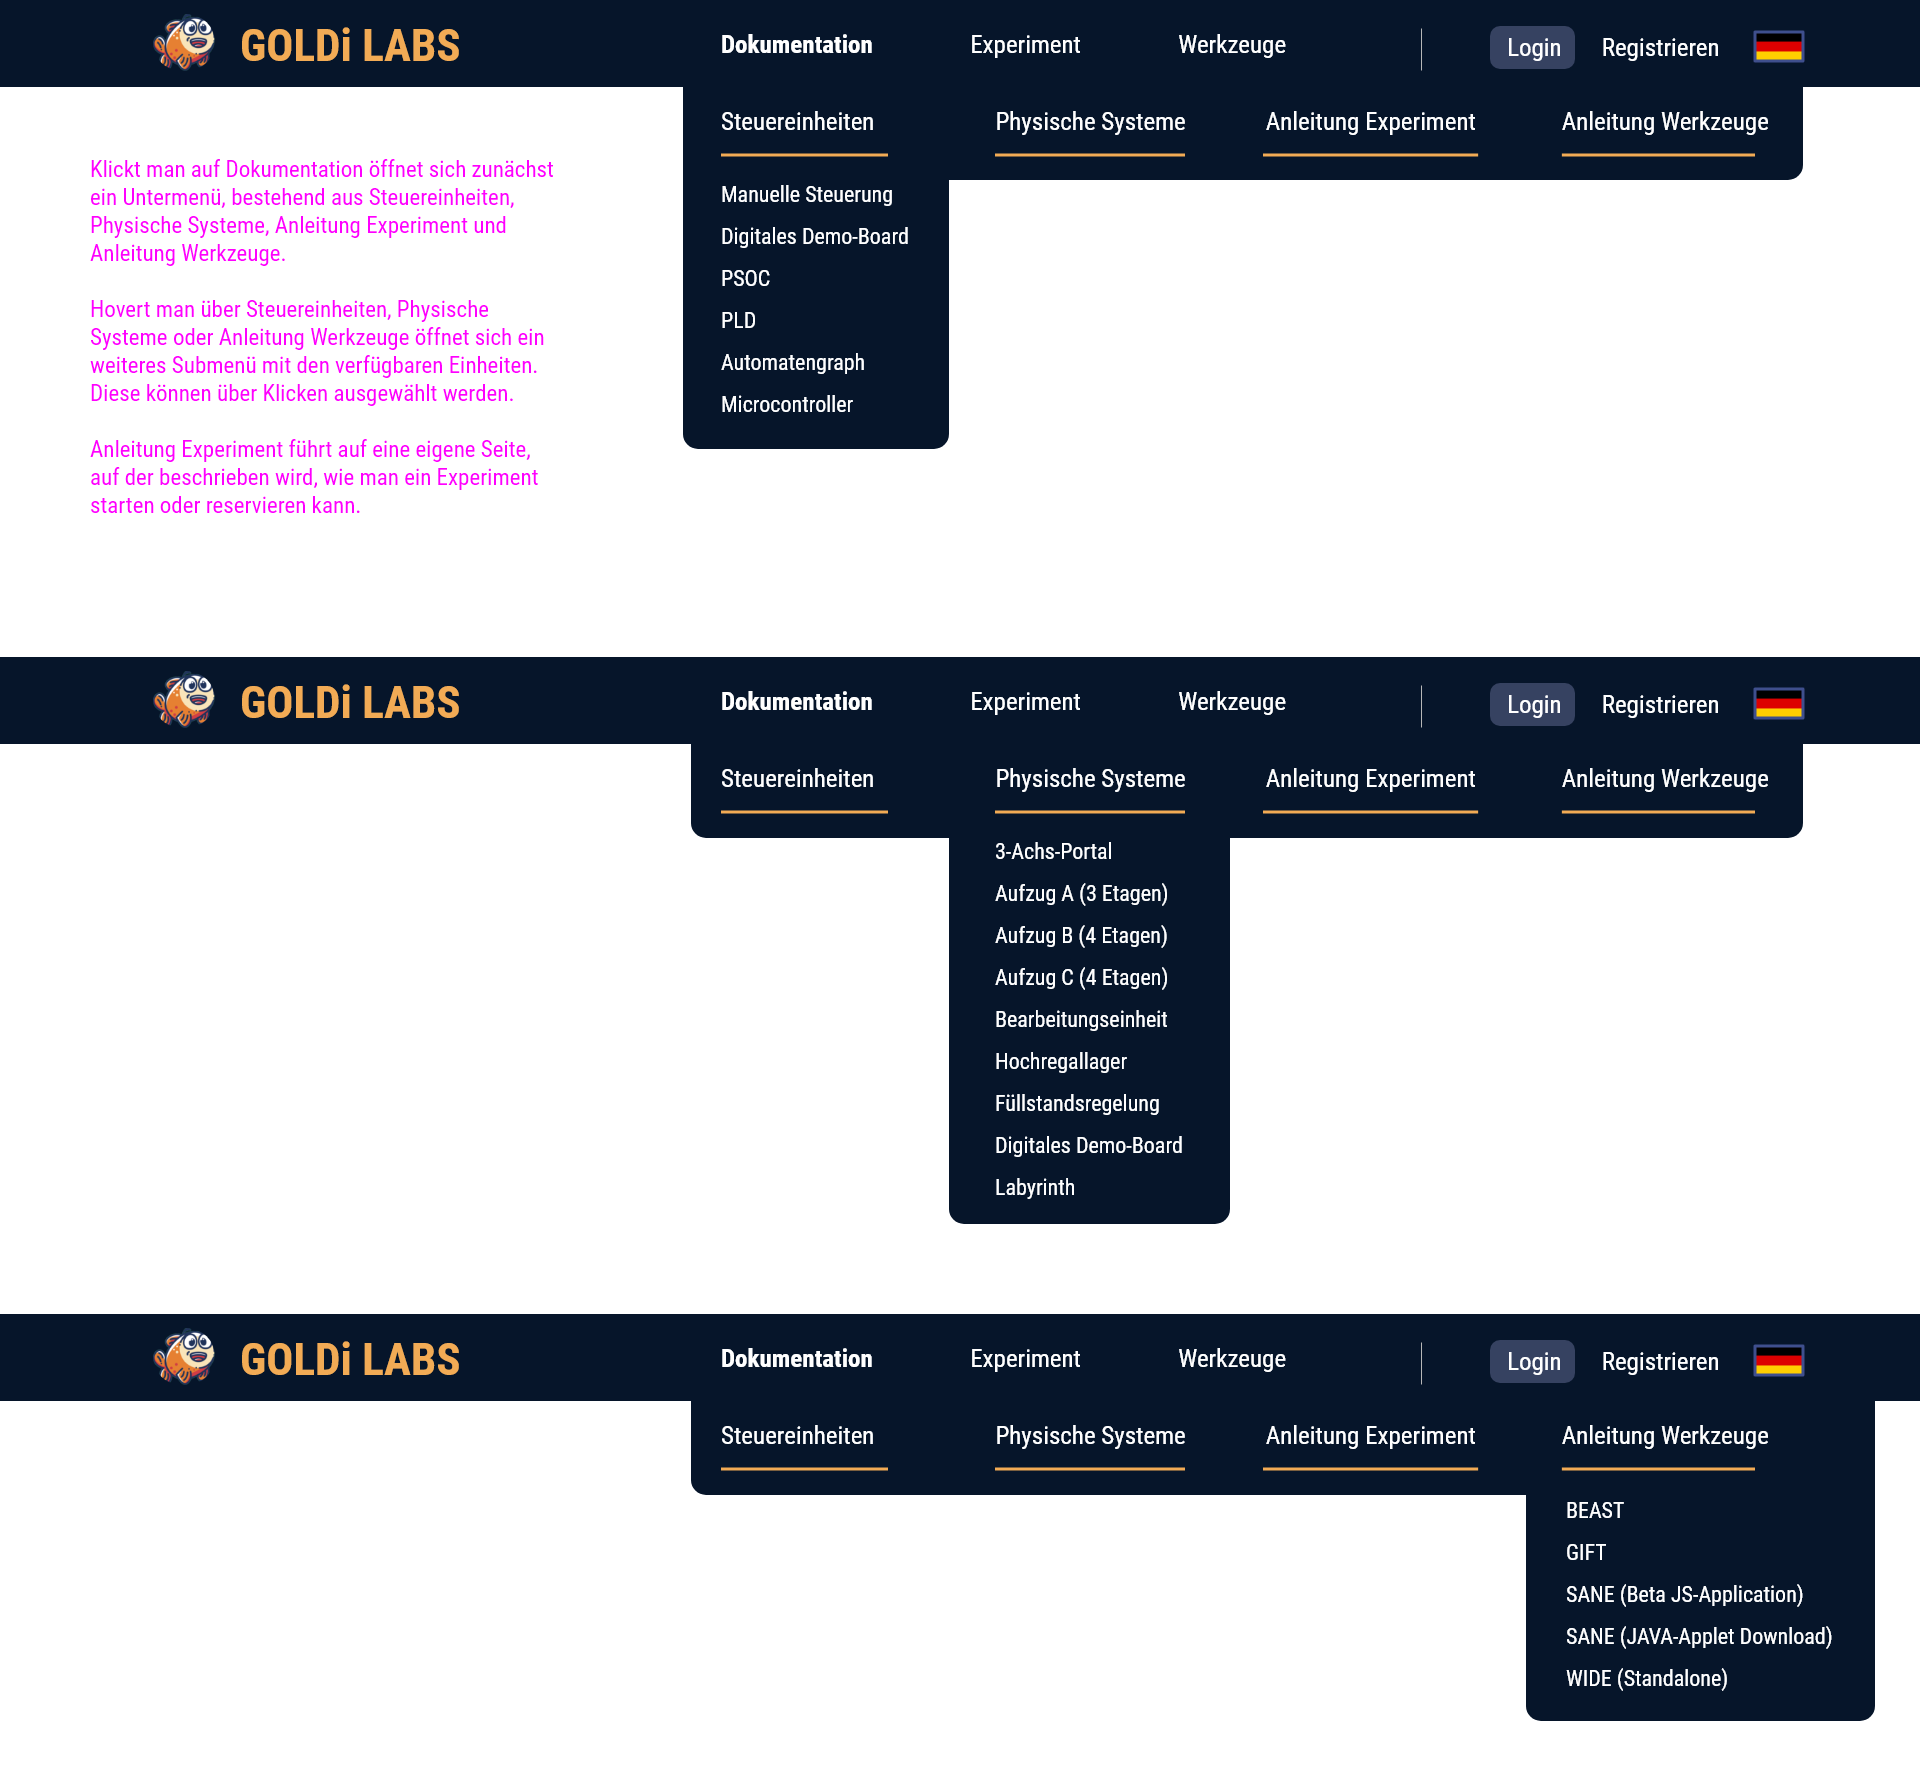 GOLDi LABS
Dokumentation Experiment Werkzeuge Login Registrieren
Steuereinheiten Physische Systeme Anleitung Experiment Anleitung Werkzeuge
Manuelle Steuerung
Digitales Demo-Board
PSOC
PLD
Automatengraph
Microcontroller
Klickt man auf Dokumentation öffnet sich zunächst
ein Untermenü, bestehend aus Steuereinheiten,
Physische Systeme, Anleitung Experiment und
Anleitung Werkzeuge.
Hovert man über Steuereinheiten, Physische
Systeme oder Anleitung Werkzeuge öffnet sich ein
weiteres Submenü mit den verfügbaren Einheiten.
Diese können über Klicken ausgewählt werden.
Anleitung Experiment führt auf eine eigene Seite,
auf der beschrieben wird, wie man ein Experiment
starten oder reservieren kann.
GOLDi LABS
Dokumentation Experiment Werkzeuge Login Registrieren
Steuereinheiten Physische Systeme Anleitung Experiment Anleitung Werkzeuge
3-Achs-Portal
Aufzug A (3 Etagen)
Aufzug B (4 Etagen)
Aufzug C (4 Etagen)
Bearbeitungseinheit
Hochregallager
Füllstandsregelung
Digitales Demo-Board
Labyrinth
GOLDi LABS
Dokumentation Experiment Werkzeuge Login Registrieren
Steuereinheiten Physische Systeme Anleitung Experiment Anleitung Werkzeuge
BEAST
GIFT
SANE (Beta JS-Application)
SANE (JAVA-Applet Download)
WIDE (Standalone)